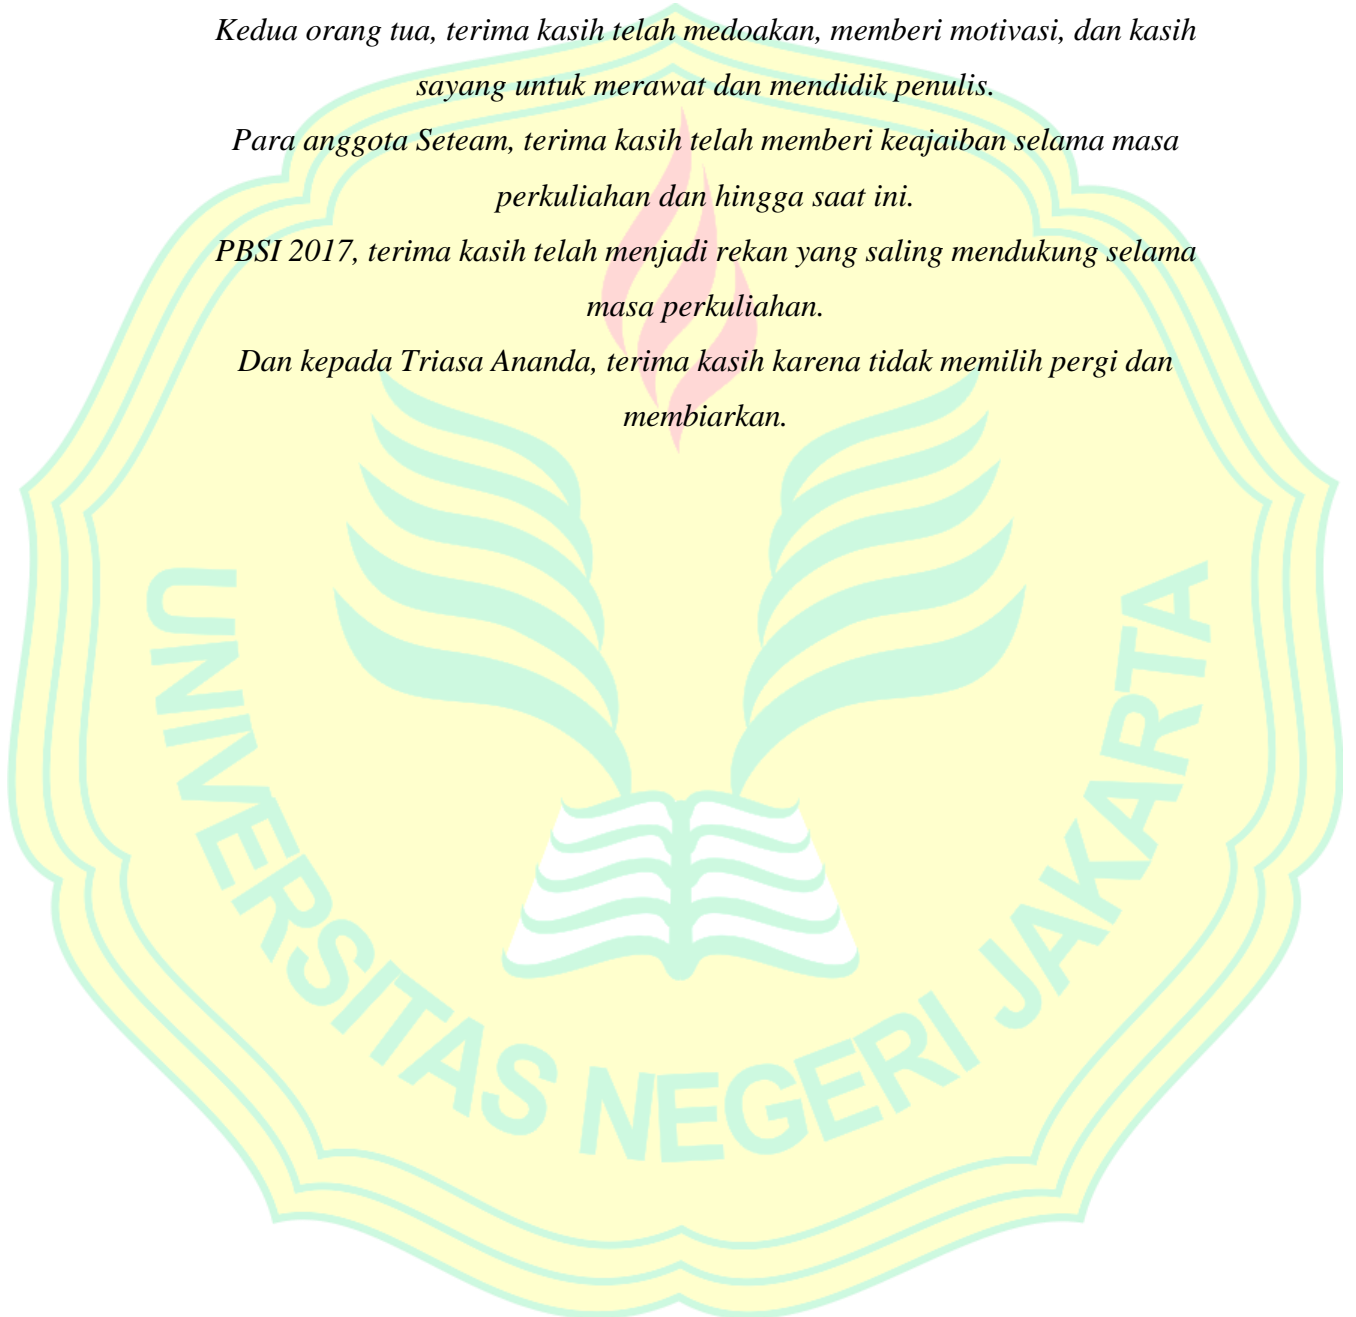 Kedua orang tua, terima kasih telah medoakan, memberi motivasi, dan kasih
sayang untuk merawat dan mendidik penulis.
Para anggota Seteam, terima kasih telah memberi keajaiban selama masa
perkuliahan dan hingga saat ini.
PBSI 2017, terima kasih telah menjadi rekan yang saling mendukung selama
masa perkuliahan.
Dan kepada Triasa Ananda, terima kasih karena tidak memilih pergi dan
membiarkan.
UNIVERSITAS NEGERI JAKARTA